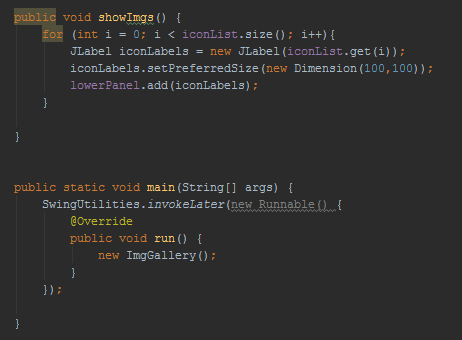 public void showImgs() {
    for (int i = 0; i < iconList.size(); i++){
        JLabel iconLabels = new JLabel(iconList.get(i));
        iconLabels.setPreferredSize(new Dimension(100,100));
        lowerPanel.add(iconLabels);
    }
}
public static void main(String[] args) {
    SwingUtilities.invokeLater(new Runnable() {
        @Override
        public void run() {
            new ImgGallery();
        }
    });
}